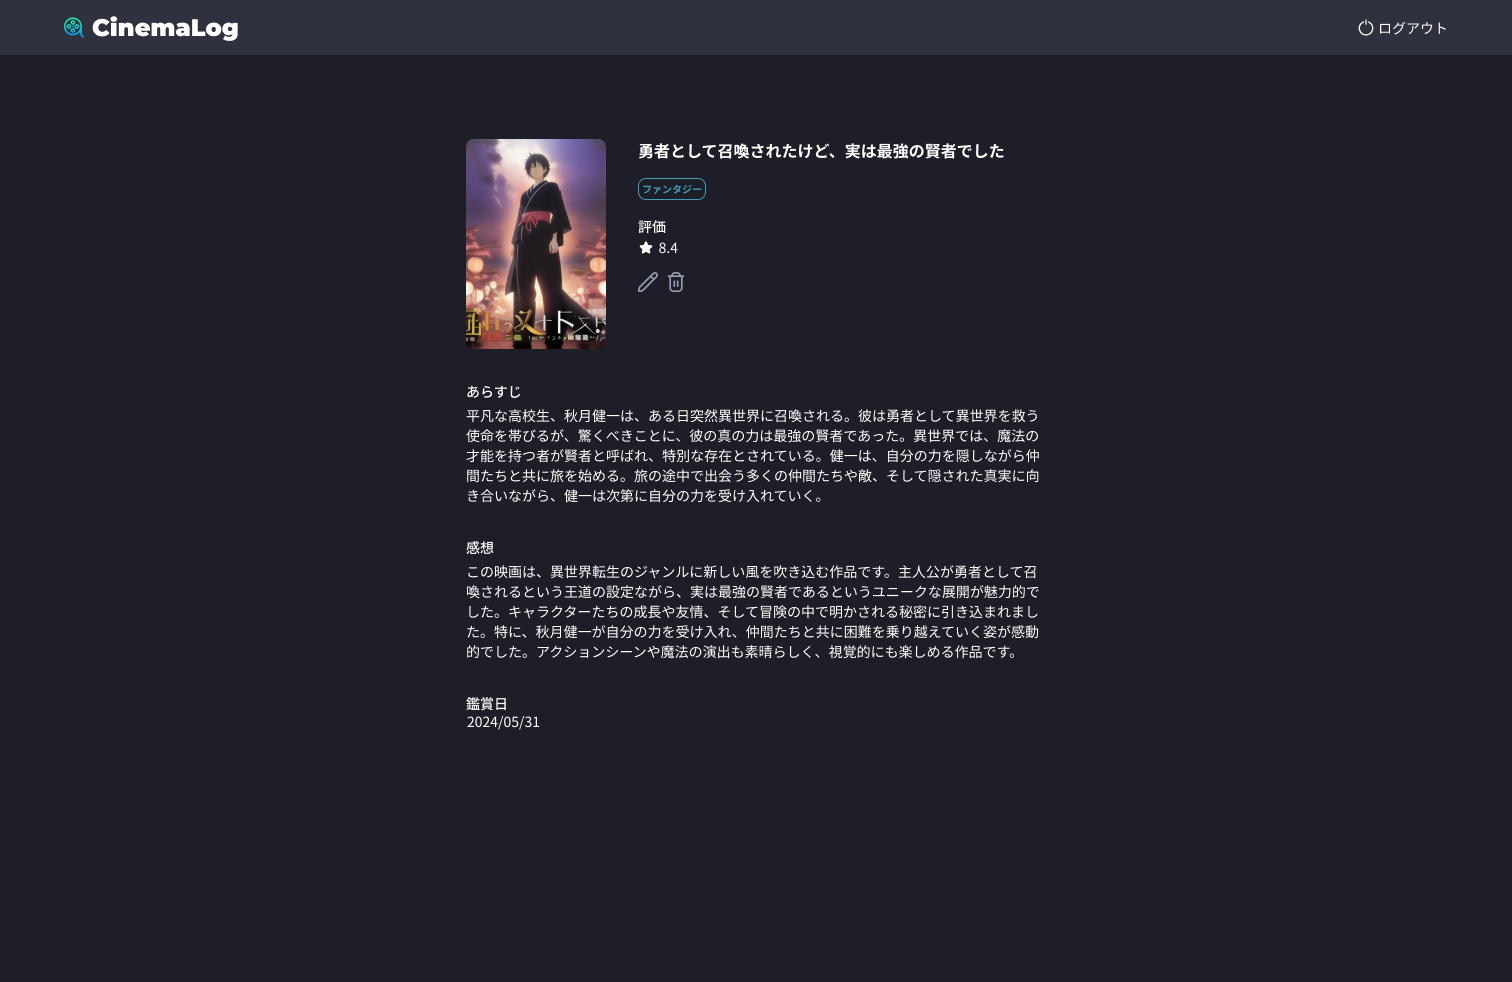 CinemaLog
ログアウト
勇者として召喚されたけど、実は最強の賢者でした
ファンタジー
評価
8.4
あらすじ
平凡な高校生、秋月健一は、ある日突然異世界に召喚される。彼は勇者として異世界を救う
使命を帯びるが、驚くべきことに、彼の真の力は最強の賢者であった。異世界では、魔法の
才能を持つ者が賢者と呼ばれ、特別な存在とされている。健一は、自分の力を隠しながら仲
間たちと共に旅を始める。旅の途中で出会う多くの仲間たちや敵、そして隠された真実に向
き合いながら、健一は次第に自分の力を受け入れていく。
感想
この映画は、異世界転生のジャンルに新しい風を吹き込む作品です。主人公が勇者として召
喚されるという王道の設定ながら、実は最強の賢者であるというユニークな展開が魅力的で
した。キャラクターたちの成長や友情、そして冒険の中で明かされる秘密に引き込まれまし
た。特に、秋月健一が自分の力を受け入れ、仲間たちと共に困難を乗り越えていく姿が感動
的でした。アクションシーンや魔法の演出も素晴らしく、視覚的にも楽しめる作品です。
鑑賞日
2024/05/31